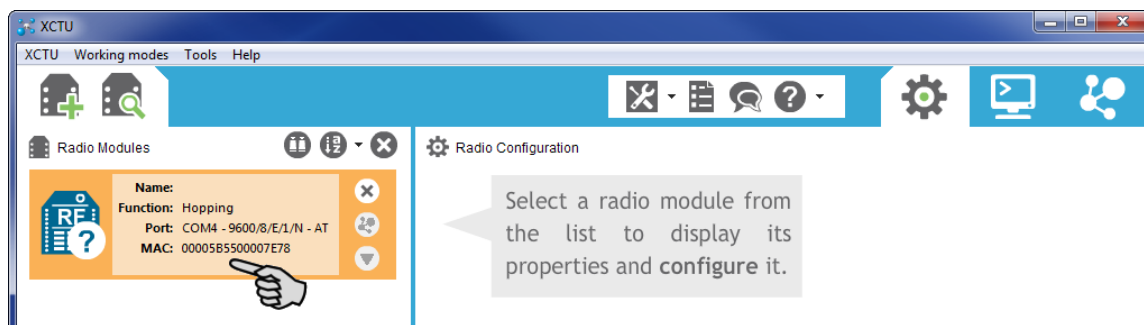 XCTU
XCTU Working modes Tools Help
Radio Modules
Radio Configuration
RF
?
Name:
Function: Hopping
Port: COM4 - 9600/8/E/1/N - AT
MAC: 00005B5500007E78
Select a radio module from
the list to display its
properties and configure it.